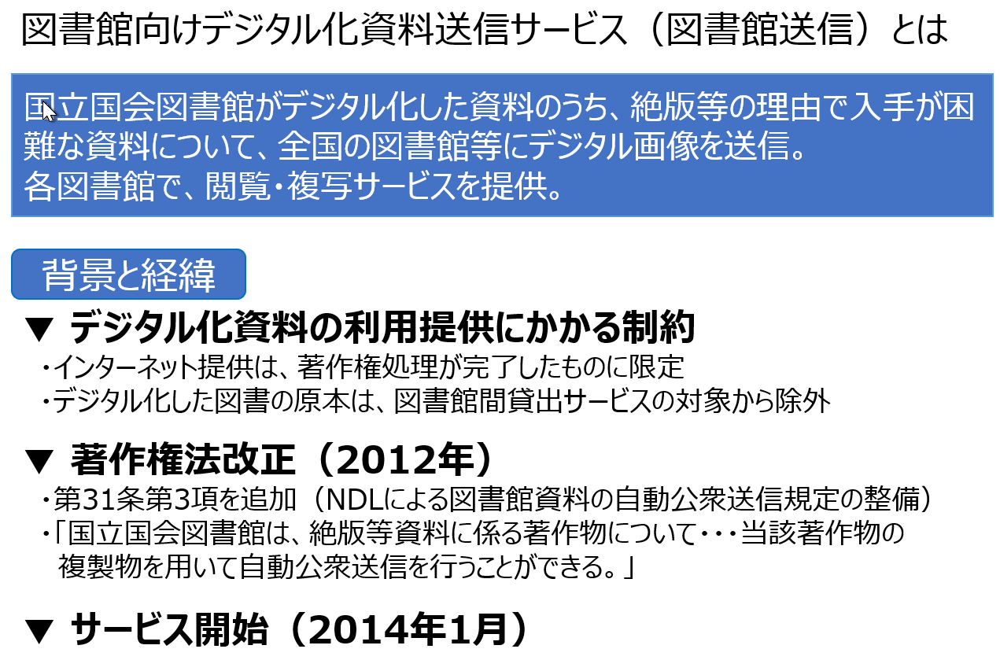 図書館向けデジタル化資料送信サービス（図書館送信）とは
国立国会図書館がデジタル化した資料のうち、絶版等の理由で入手が困
難な資料について、全国の図書館等にデジタル画像を送信。
各図書館で、閲覧・複写サービスを提供。
背景と経緯
▼ デジタル化資料の利用提供にかかる制約
・インターネット提供は、著作権処理が完了したものに限定
・デジタル化した図書の原本は、図書館間貸出サービスの対象から除外
▼ 著作権法改正（2012年）
・第31条第3項を追加（NDLによる図書館資料の自動公衆送信規定の整備）
・「国立国会図書館は、絶版等資料に係る著作物について・・・当該著作物の
複製物を用いて自動公衆送信を行うことができる。」
▼ サービス開始（2014年1月）